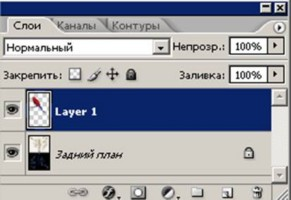 Слои Каналы Контуры
Нормальный Непрозр.: 100%
Закрепить: Заливка: 100%
Layer 1
Задний план